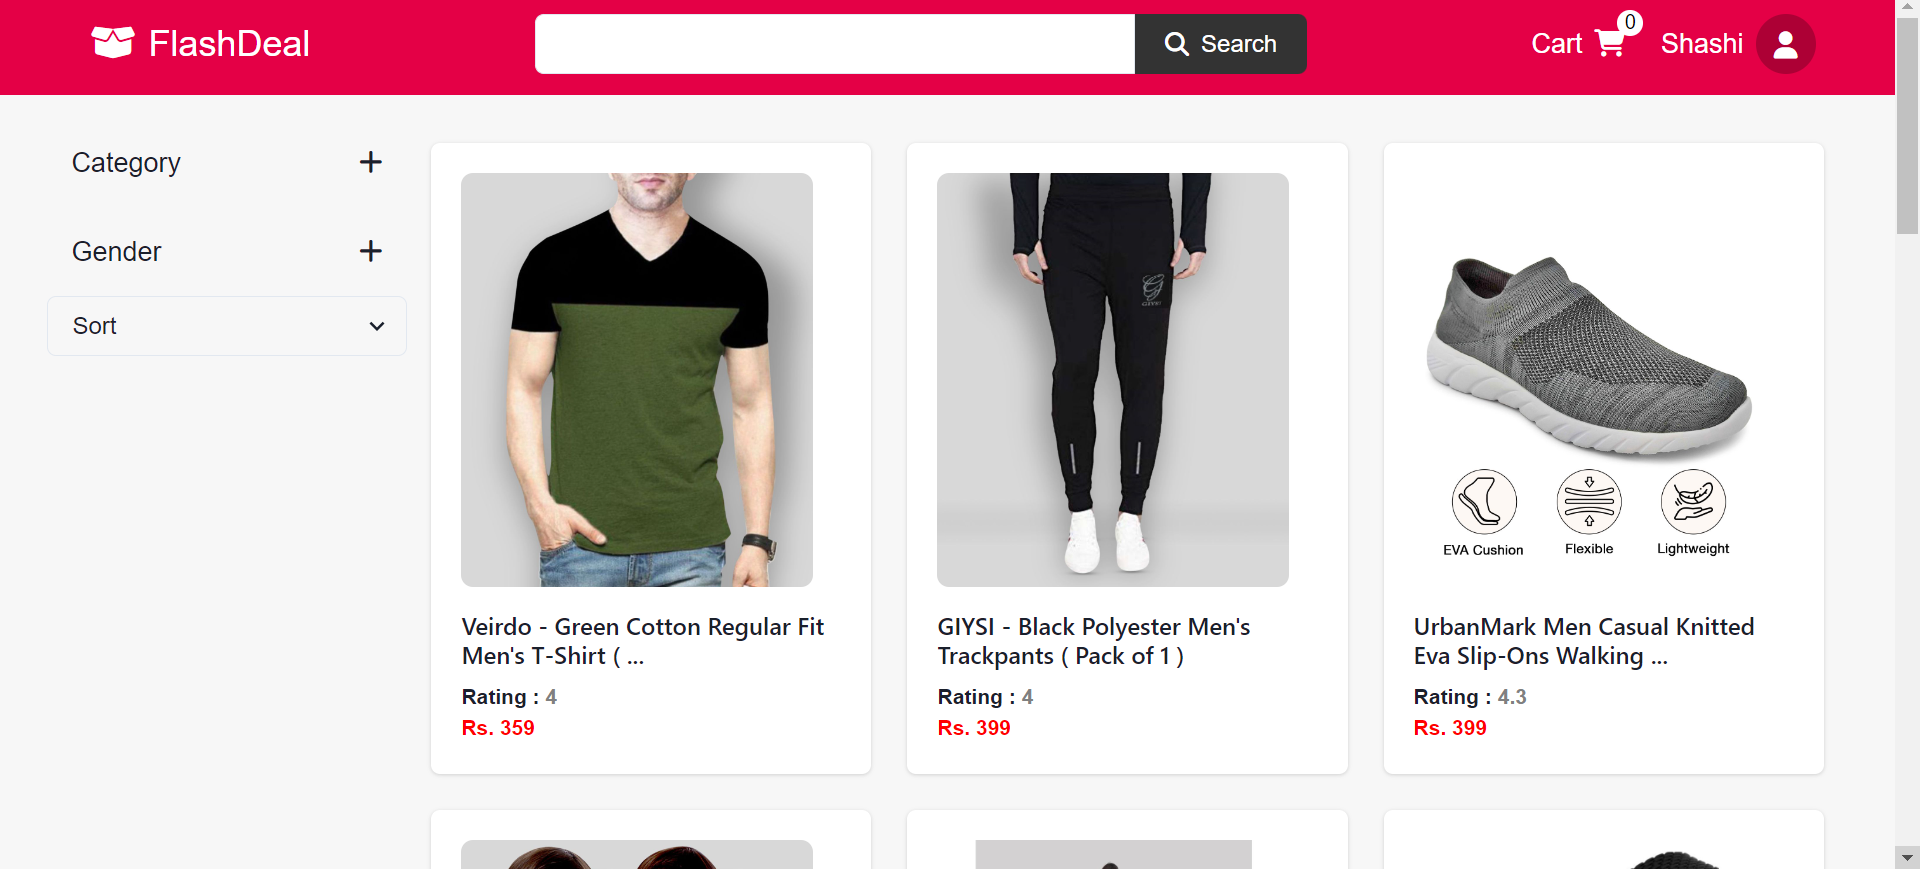 FlashDeal
Search
Cart 0
Shashi
Category
Gender
Sort
GIYSI
EVA Cushion
Flexible
Lightweight
Veirdo - Green Cotton Regular Fit
Men's T-Shirt ( ...
Rating : 4
Rs. 359
GIYSI - Black Polyester Men's
Trackpants ( Pack of 1 )
Rating : 4
Rs. 399
UrbanMark Men Casual Knitted
Eva Slip-Ons Walking ...
Rating : 4.3
Rs. 399